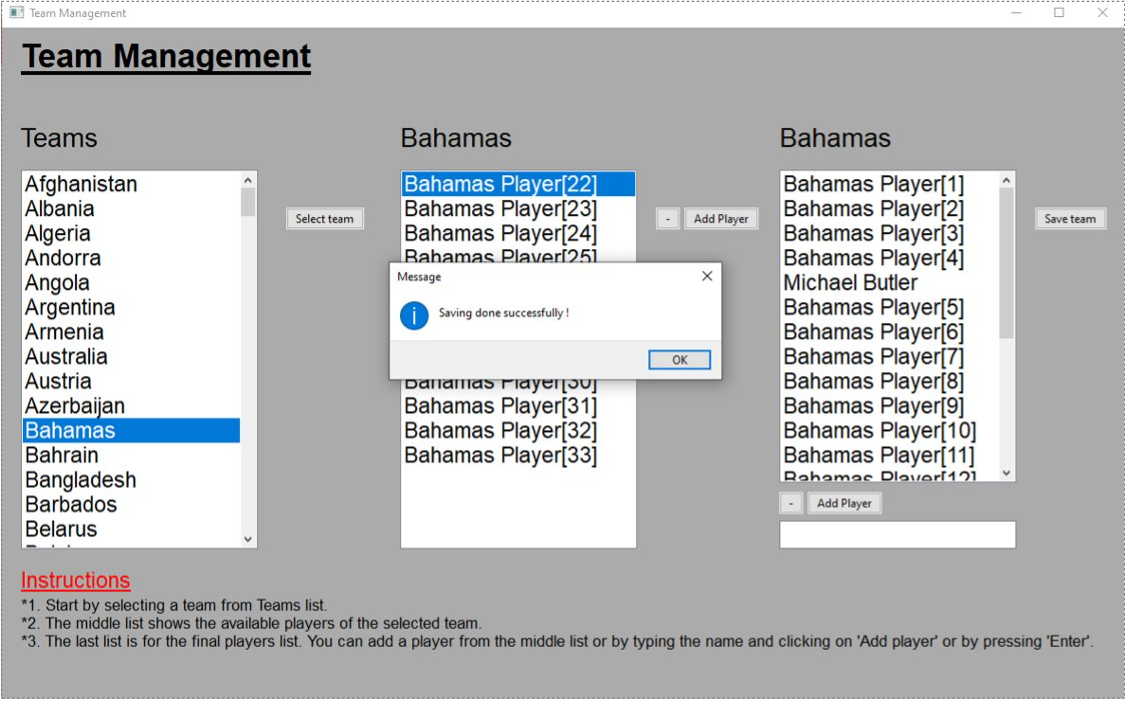 Team Management
Team Management
Teams
Afghanistan
Albania
Algeria
Andorra
Angola
Argentina
Armenia
Australia
Austria
Azerbaijan
Bahamas
Bahrain
Bangladesh
Barbados
Belarus
Select team
Bahamas
Bahamas Player[22]
Bahamas Player[23]
Bahamas Player[24]
Bahamas Player[25]
Bahamas Player[30]
Bahamas Player[31]
Bahamas Player[32]
Bahamas Player[33]
- Add Player
Message
Saving done successfully !
OK
Bahamas
Bahamas Player[1]
Bahamas Player[2]
Bahamas Player[3]
Bahamas Player[4]
Michael Butler
Bahamas Player[5]
Bahamas Player[6]
Bahamas Player[7]
Bahamas Player[8]
Bahamas Player[9]
Bahamas Player[10]
Bahamas Player[11]
Bahamas Player[12]
- Add Player
Save team
Instructions
*1. Start by selecting a team from Teams list.
*2. The middle list shows the available players of the selected team.
*3. The last list is for the final players list. You can add a player from the middle list or by typing the name and clicking on 'Add player' or by pressing 'Enter'.